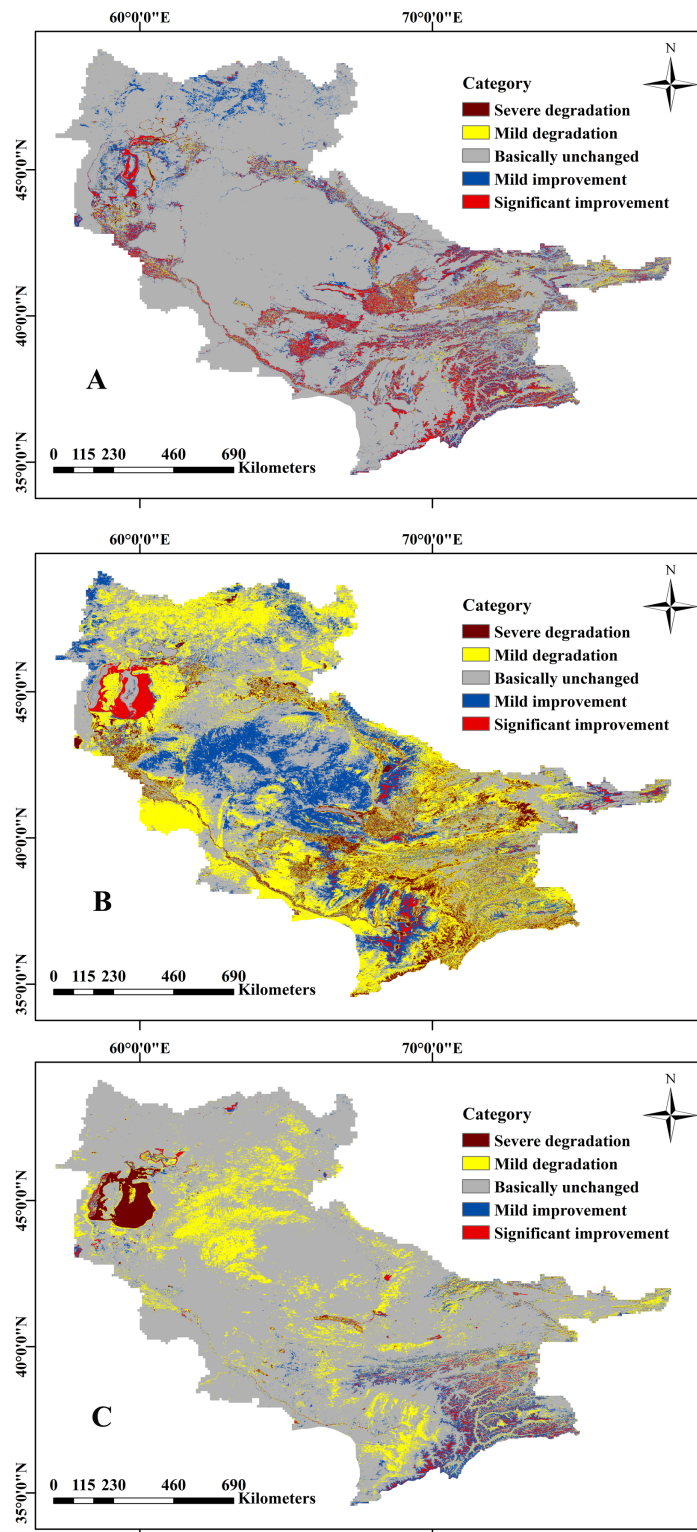 60°0'0"E 70°0'0"E
N
Category
Severe degradation
Mild degradation
Basically unchanged
Mild improvement
Significant improvement
45°0'0"N
40°0'0"N
35°0'0"N
A
0 115 230 460 690
Kilometers
60°0'0"E 70°0'0"E
N
Category
Severe degradation
Mild degradation
Basically unchanged
Mild improvement
Significant improvement
45°0'0"N
40°0'0"N
35°0'0"N
B
0 115 230 460 690
Kilometers
60°0'0"E 70°0'0"E
N
Category
Severe degradation
Mild degradation
Basically unchanged
Mild improvement
Significant improvement
45°0'0"N
40°0'0"N
35°0'0"N
C
0 115 230 460 690
Kilometers